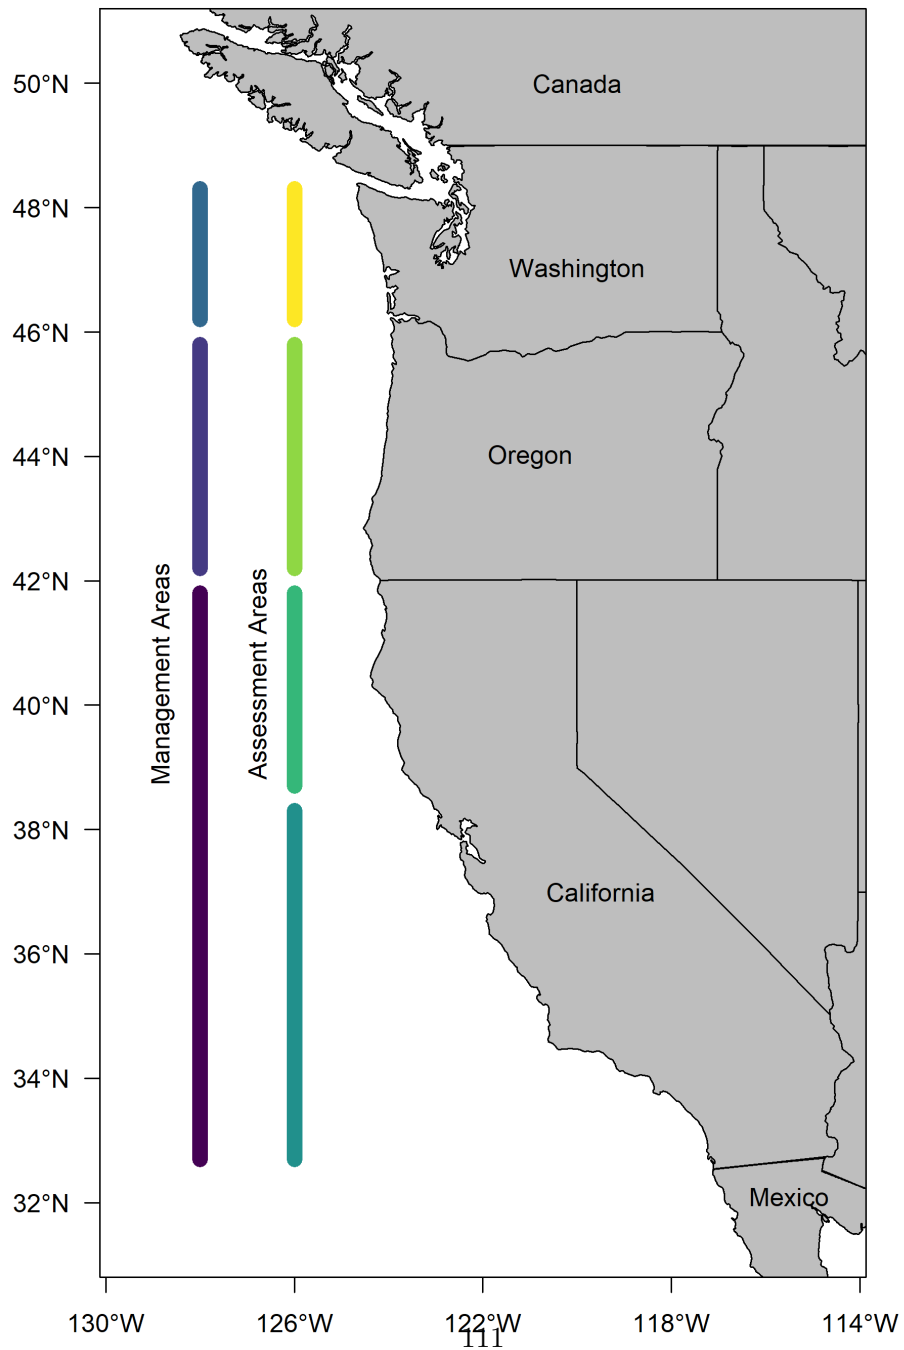 50°N
Canada
48°N
Washington
46°N
44°N
Oregon
42°N
Management Areas
Assessment Areas
40°N
38°N
California
36°N
34°N
32°N
Mexico
130°W
126°W
122°W
118°W
114°W
111